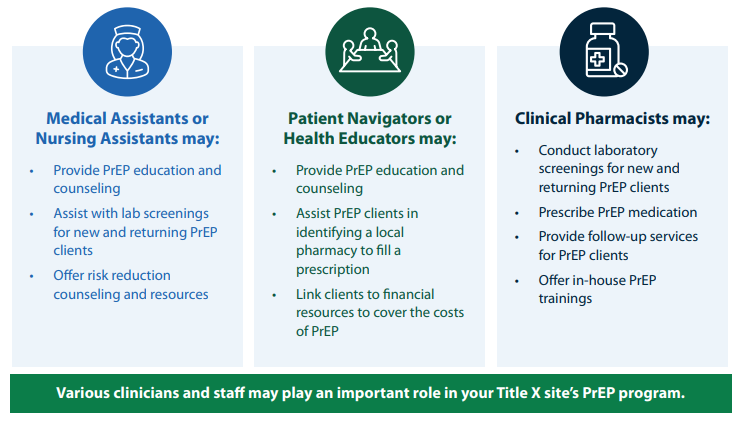 Medical Assistants or
Nursing Assistants may:
• Provide PrEP education and
counseling
• Assist with lab screenings
for new and returning PrEP
clients
• Offer risk reduction
counseling and resources
Patient Navigators or
Health Educators may:
• Provide PrEP education and
counseling
• Assist PrEP clients in
identifying a local
pharmacy to fill a
prescription
• Link clients to financial
resources to cover the costs
of PrEP
Clinical Pharmacists may:
• Conduct laboratory
screenings for new and
returning PrEP clients
• Prescribe PrEP medication
• Provide follow-up services
for PrEP clients
• Offer in-house PrEP
trainings
Various clinicians and staff may play an important role in your Title X site's PrEP program.